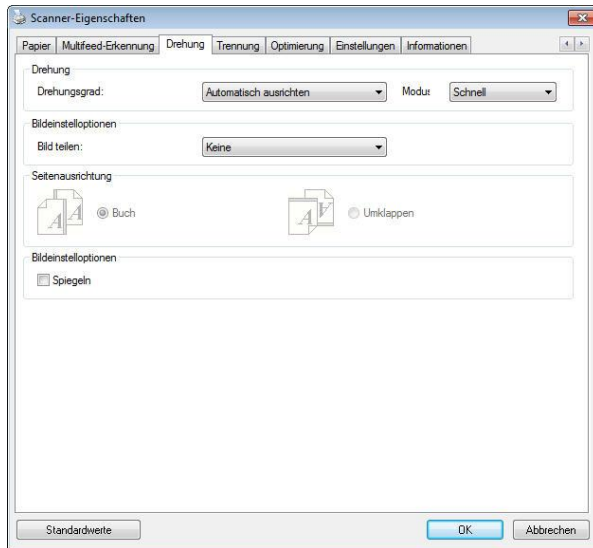 Scanner-Eigenschaften
Papier Multifeed-Erkennung Drehung Trennung Optimierung Einstellungen Informationen
Drehung
Drehungsgrad: Automatisch ausrichten Modus Schnell
Bildeinstelloptionen
Bild teilen: Keine
Seitenausrichtung
A A Buch A A Umklappen
Bildeinstelloptionen
Spiegeln
Standardwerte OK Abbrechen